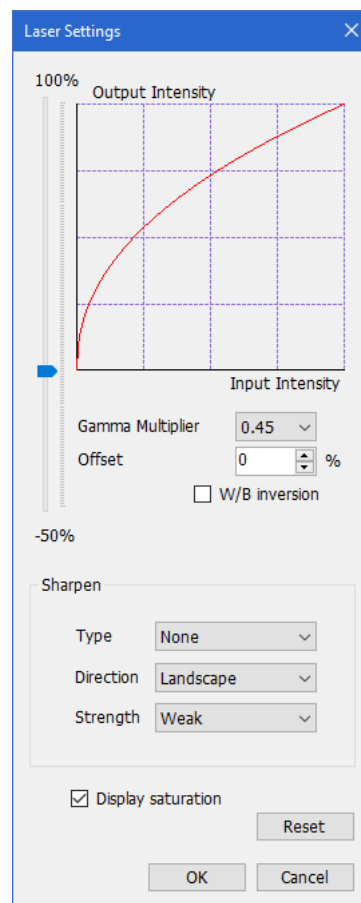 Laser Settings
100%
Output Intensity
Input Intensity
Gamma Multiplier 0.45
Offset 0 %
W/B inversion
-50%
Sharpen
Type None
Direction Landscape
Strength Weak
Display saturation
Reset
OK Cancel